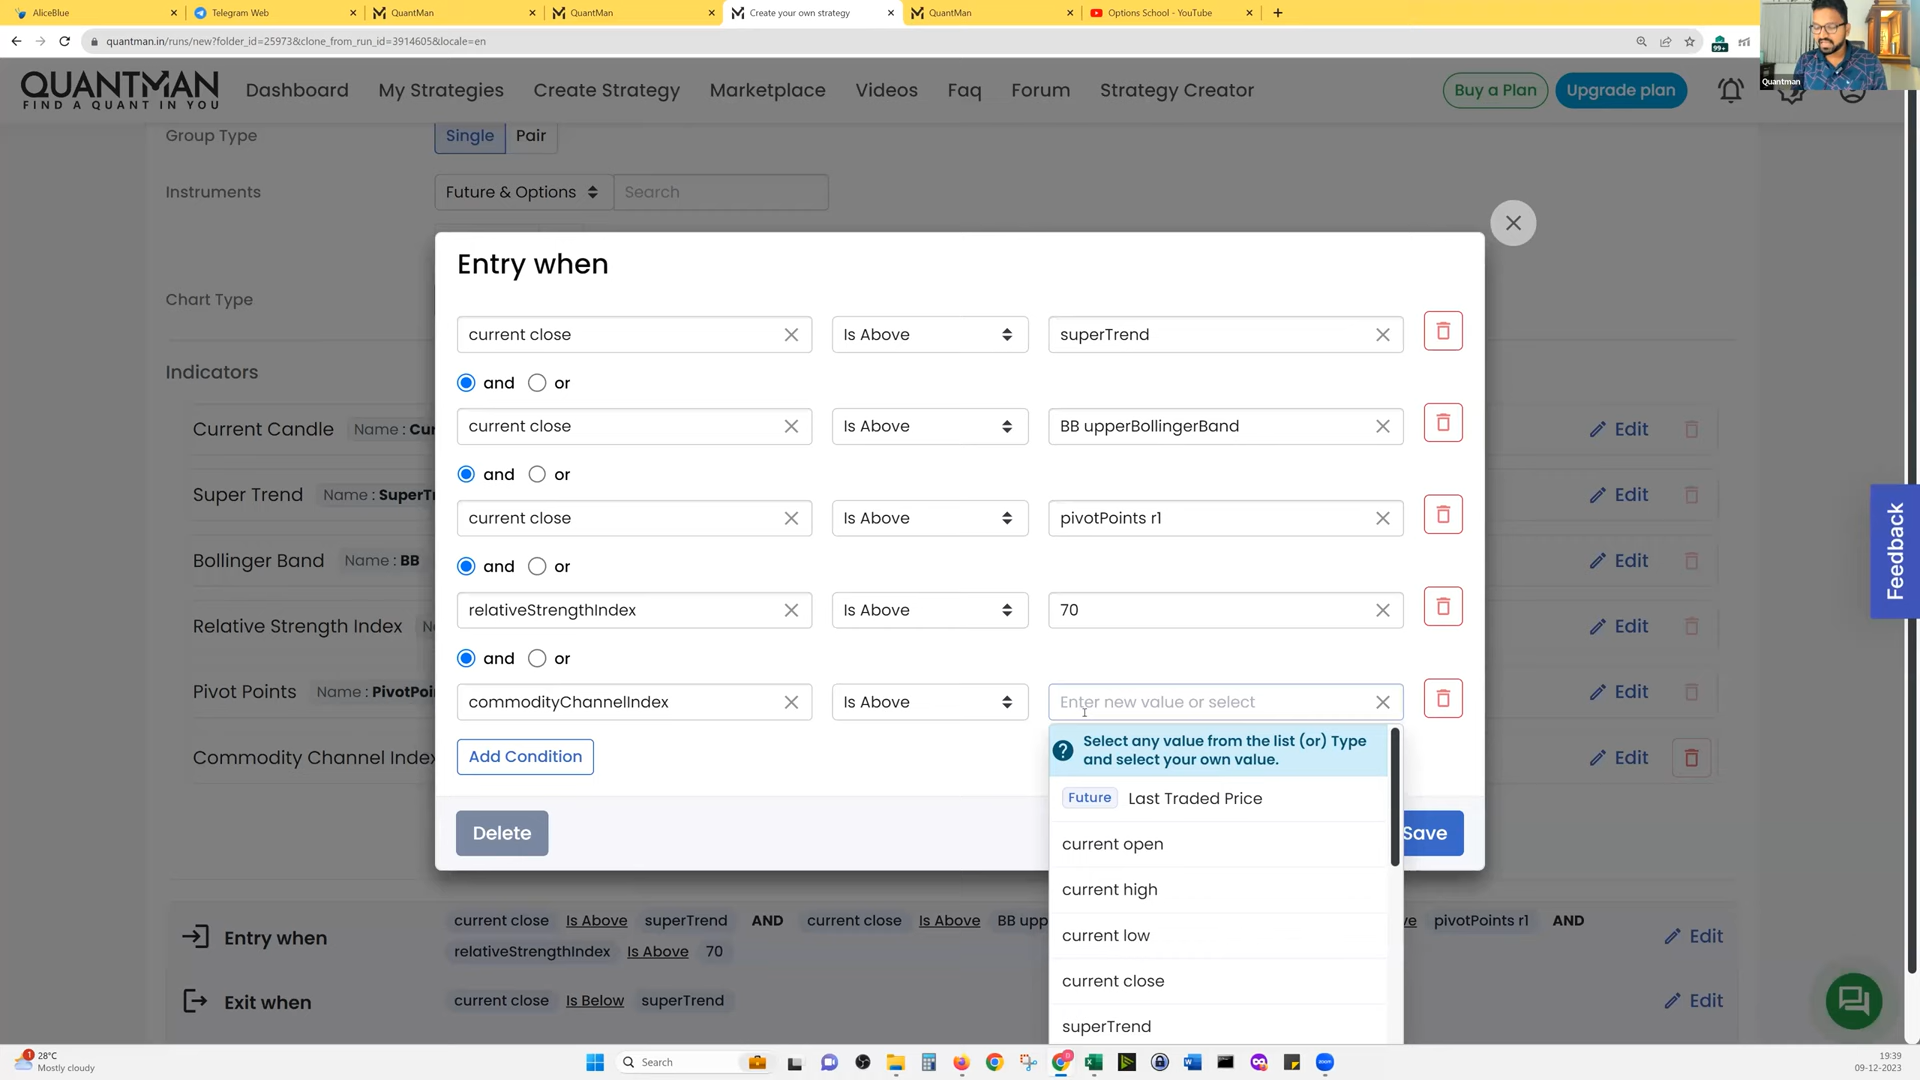 AliceBlue
Telegram Web
QuantMan
QuantMan
Create your own strategy
QuantMan
Options School - YouTube
quantman.in/runs/new?folder_id=25973&clone_from_run_id=3914605&locale=en
99+
QUANTMAN
FIND A QUANT IN YOU
Dashboard
My Strategies
Create Strategy
Marketplace
Videos
Faq
Forum
Strategy Creator
Buy a Plan
Upgrade plan
Quantman
Group Type
Single
Pair
Instruments
Future & Options
Search
Chart Type
Indicators
Current Candle Name : Cur
Edit
Super Trend Name : SuperTr
Edit
Bollinger Band Name : BB
Edit
Relative Strength Index
Edit
Pivot Points Name : PivotPoi
Edit
Commodity Channel Index
Edit
Entry when
current close
Is Above
superTrend
and or
current close
Is Above
BB upperBollingerBand
and or
current close
Is Above
pivotPoints r1
and or
relativeStrengthIndex
Is Above
70
and or
commodityChannelIndex
Is Above
Enter new value or select
Add Condition
Select any value from the list (or) Type
and select your own value.
Future Last Traded Price
current open
current high
current low
current close
superTrend
Delete
Save
Entry when
current close Is Above superTrend AND current close Is Above BB upp
pivotPoints r1 AND
relativeStrengthIndex Is Above 70
Edit
Exit when
current close Is Below superTrend
Edit
Feedback
1
28°C
Mostly cloudy
Search
19:39
09-12-2023